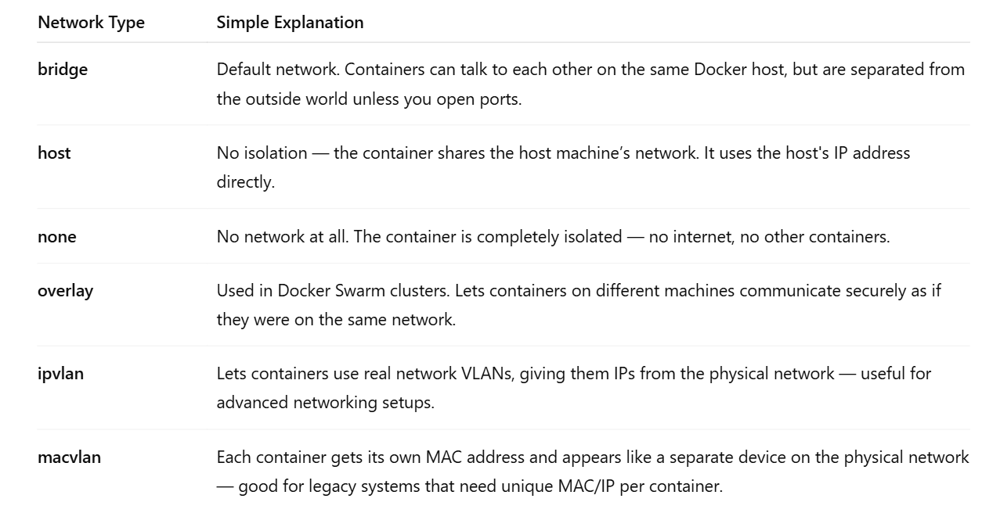 Network Type Simple Explanation
bridge Default network. Containers can talk to each other on the same Docker host, but are separated from
the outside world unless you open ports.
host No isolation — the container shares the host machine’s network. It uses the host's IP address
directly.
none No network at all. The container is completely isolated — no internet, no other containers.
overlay Used in Docker Swarm clusters. Lets containers on different machines communicate securely as if
they were on the same network.
ipvlan Lets containers use real network VLANs, giving them IPs from the physical network — useful for
advanced networking setups.
macvlan Each container gets its own MAC address and appears like a separate device on the physical network
— good for legacy systems that need unique MAC/IP per container.